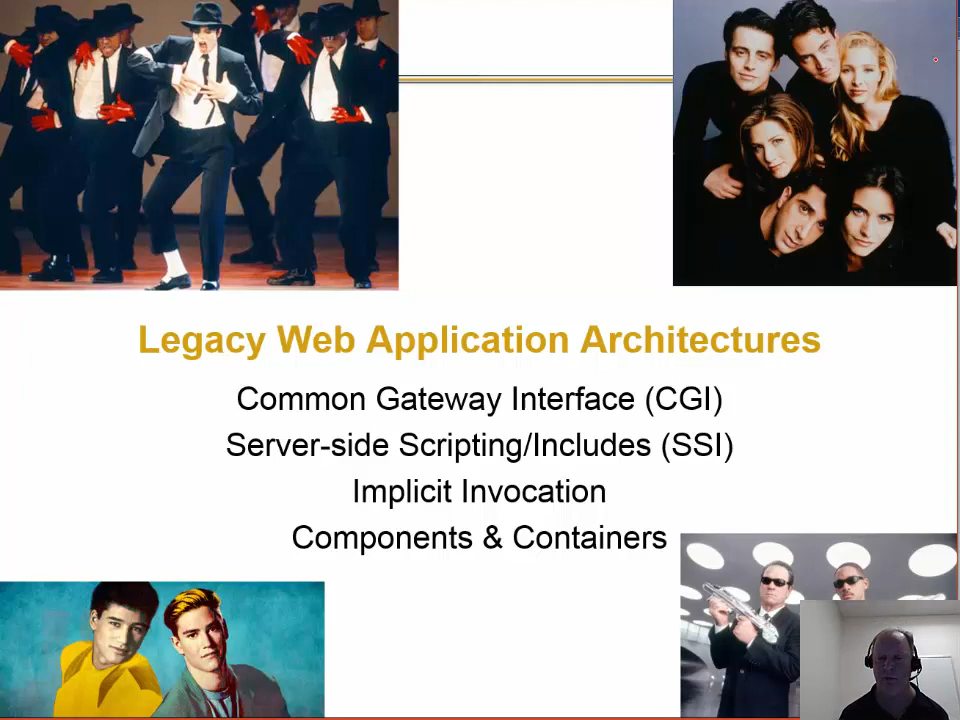 Legacy Web Application Architectures
Common Gateway Interface (CGI)
Server-side Scripting/Includes (SSI)
Implicit Invocation
Components & Containers